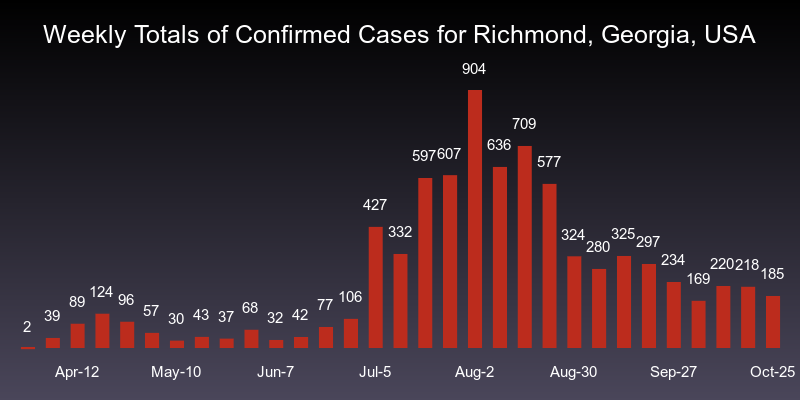 Weekly Totals of Confirmed Cases for Richmond, Georgia, USA
2 39 89 124 96 57 30 43 37 68 32 42 77 106 427 332 597 607 904 636 709 577 324 280 325 297 234 169 220 218 185
Apr-12 May-10 Jun-7 Jul-5 Aug-2 Aug-30 Sep-27 Oct-25